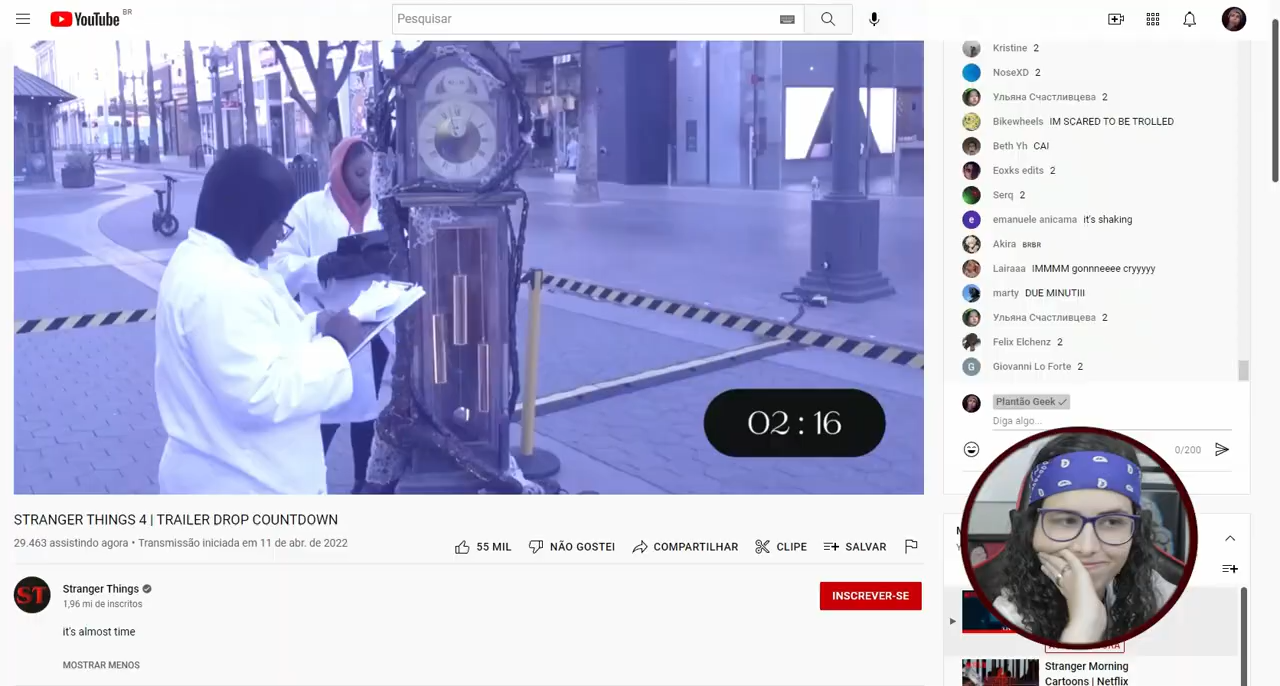 YouTube BR
Pesquisar
Kristine 2
NoseXD 2
Ульяна Счастливцева 2
Bikewheels IM SCARED TO BE TROLLED
Beth Yh CAI
Eoxks edits 2
Serq 2
e emanuele anicama it's shaking
Akira BRBR
Lairaaa IMMMM gonnneeee cryyyyy
marty DUE MINUTIII
Ульяна Счастливцева 2
Felix Elchenz 2
G Giovanni Lo Forte 2
Plantão Geek
Diga algo...
0/200
02 : 16
STRANGER THINGS 4 | TRAILER DROP COUNTDOWN
29.463 assistindo agora • Transmissão iniciada em 11 de abr. de 2022
55 MIL NÃO GOSTEI COMPARTILHAR CLIPE SALVAR
ST Stranger Things
1,96 mi de inscritos
INSCREVER-SE
it's almost time
MOSTRAR MENOS
Stranger Morning
Cartoons | Netflix